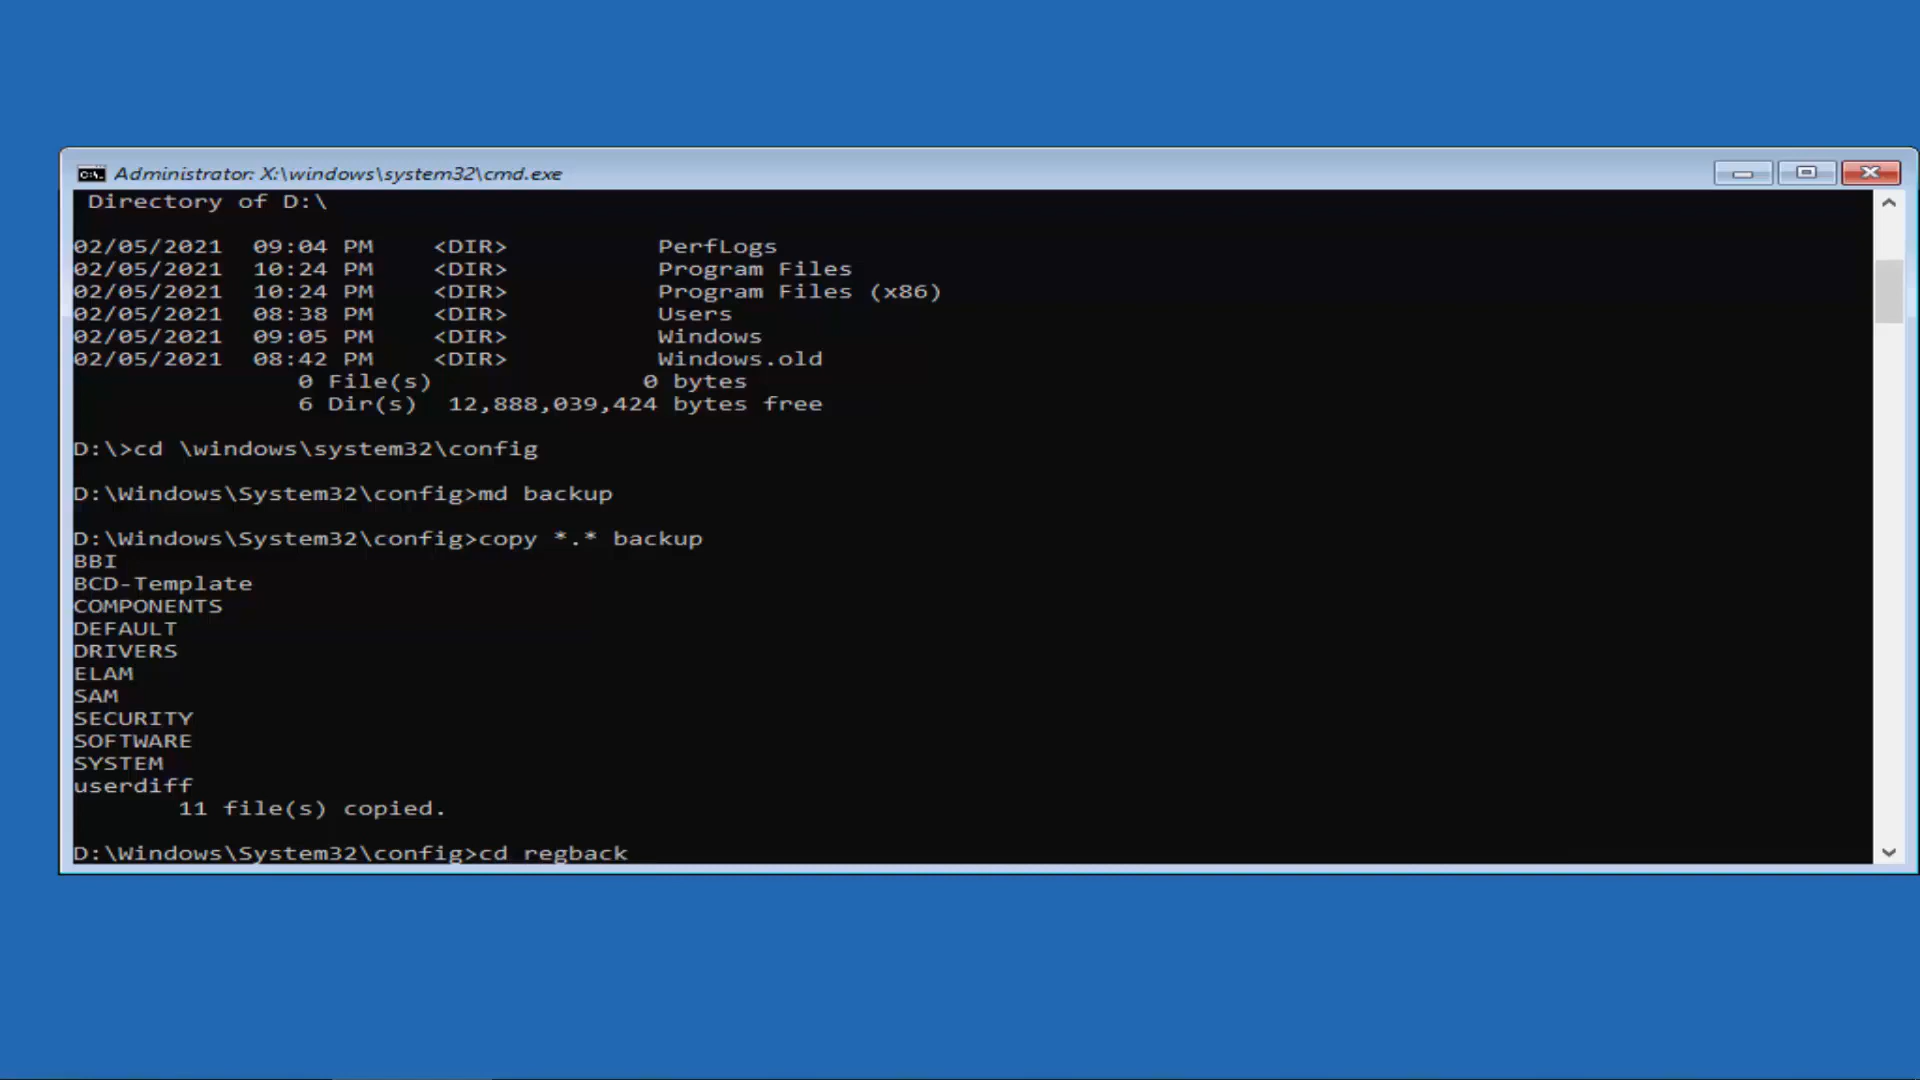 Administrator: X:\windows\system32\cmd.exe
Directory of D:\
02/05/2021 09:04 PM <DIR> PerfLogs
02/05/2021 10:24 PM <DIR> Program Files
02/05/2021 10:24 PM <DIR> Program Files (x86)
02/05/2021 08:38 PM <DIR> Users
02/05/2021 09:05 PM <DIR> Windows
02/05/2021 08:42 PM <DIR> Windows.old
0 File(s) 0 bytes
6 Dir(s) 12,888,039,424 bytes free
D:\>cd \windows\system32\config
D:\Windows\System32\config>md backup
D:\Windows\System32\config>copy *.* backup
BBI
BCD-Template
COMPONENTS
DEFAULT
DRIVERS
ELAM
SAM
SECURITY
SOFTWARE
SYSTEM
userdiff
11 file(s) copied.
D:\Windows\System32\config>cd regback